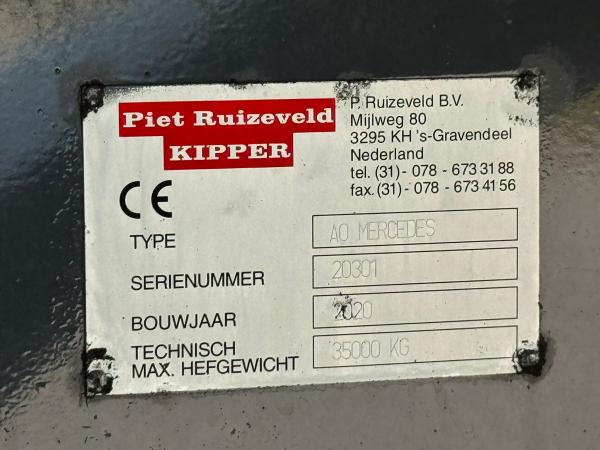 Piet Ruizeveld
KIPPER
P. Ruizeveld B.V.
Mijlweg 80
3295 KH 's-Gravendeel
Nederland
tel. (31) - 078 - 673 31 88
fax. (31) - 078 - 673 41 56
CE
TYPE AO MERCEDES
SERIENUMMER 20301
BOUWJAAR 2020
TECHNISCH
MAX. HEFGEWICHT 35000 KG